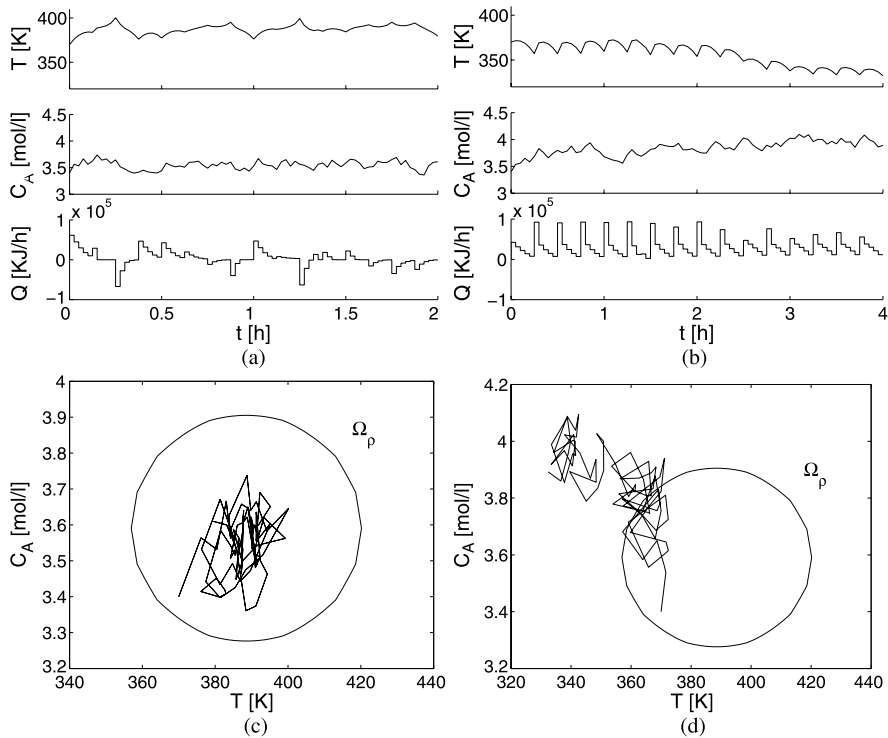 400
350
T [K]
4.5
4
3.5
3
C_A [mol/l]
x 10^5
1
0
−1
Q [KJ/h]
0 0.5 1 1.5 2
t [h]
(a)
400
350
T [K]
4.5
4
3.5
3
C_A [mol/l]
x 10^5
1
0
−1
Q [KJ/h]
0 1 2 3 4
t [h]
(b)
4
3.9
3.8
3.7
3.6
3.5
3.4
3.3
3.2
C_A [mol/l]
Ω_ρ
340 360 380 400 420 440
T [K]
(c)
4.2
4
3.8
3.6
3.4
3.2
C_A [mol/l]
Ω_ρ
320 340 360 380 400 420 440
T [K]
(d)